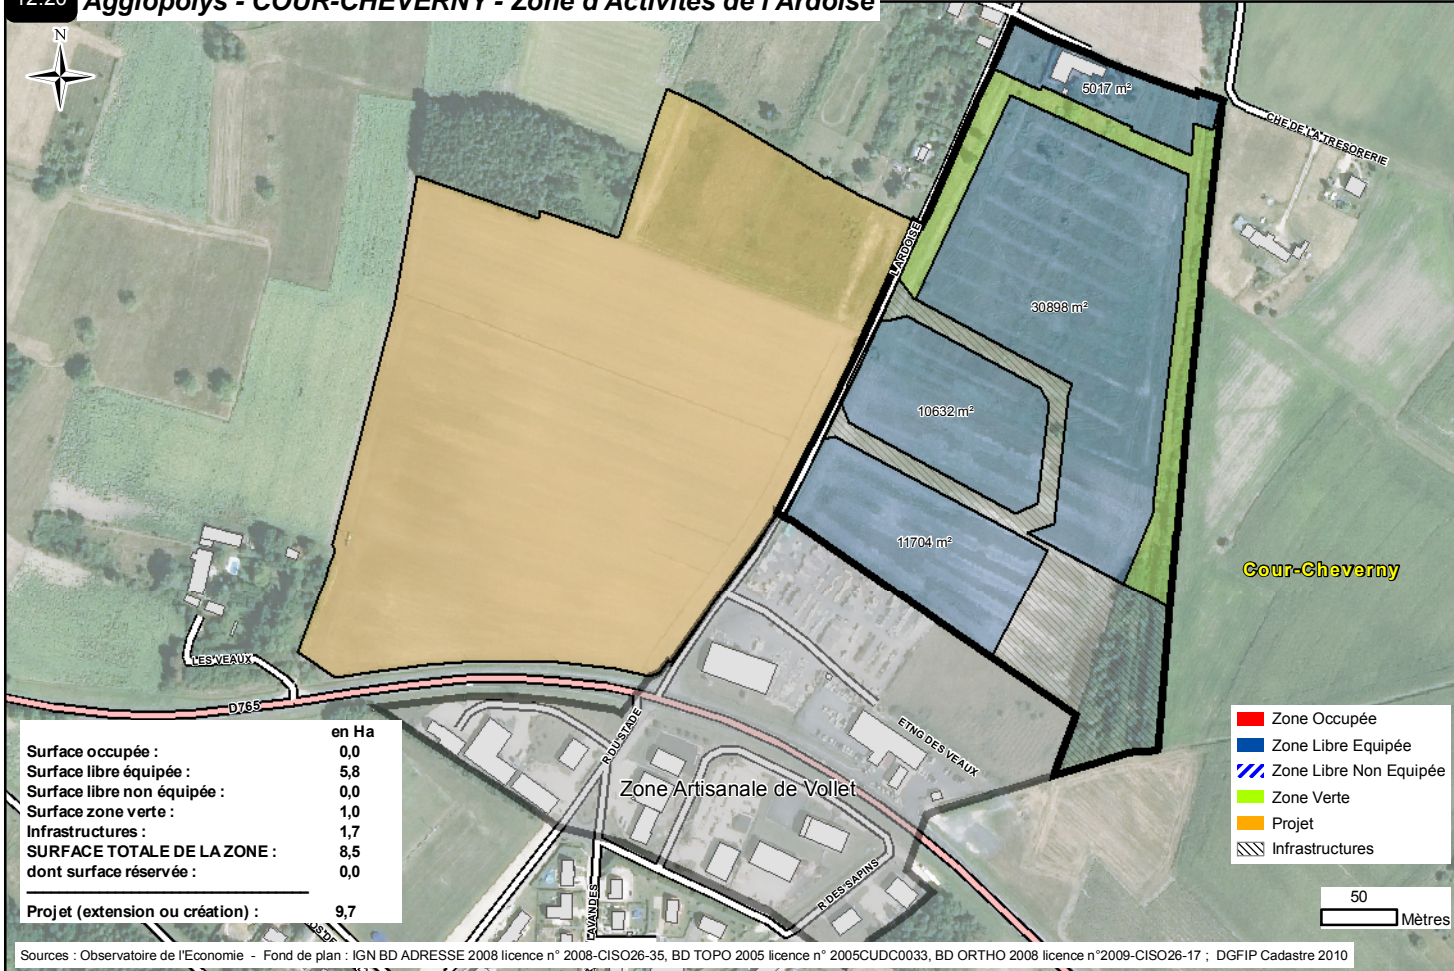 12.20 Agglopolys - COUR-CHEVERNY - Zone d'Activités de l'Ardoise
N
5017 m²
CHE DE LA TRESORERIE
LARDOISE
30898 m²
10632 m²
11704 m²
Cour-Cheverny
LES VEAUX
D765
R DU STADE
ETNG DES VEAUX
Zone Artisanale de Vollet
R DES SAPINS
LAVANDES
en Ha
Surface occupée : 0,0
Surface libre équipée : 5,8
Surface libre non équipée : 0,0
Surface zone verte : 1,0
Infrastructures : 1,7
SURFACE TOTALE DE LA ZONE : 8,5
dont surface réservée : 0,0
Projet (extension ou création) : 9,7
Zone Occupée
Zone Libre Equipée
Zone Libre Non Equipée
Zone Verte
Projet
Infrastructures
50
Mètres
Sources : Observatoire de l'Economie - Fond de plan : IGN BD ADRESSE 2008 licence n° 2008-CISO26-35, BD TOPO 2005 licence n° 2005CUDC0033, BD ORTHO 2008 licence n°2009-CISO26-17 ; DGFIP Cadastre 2010